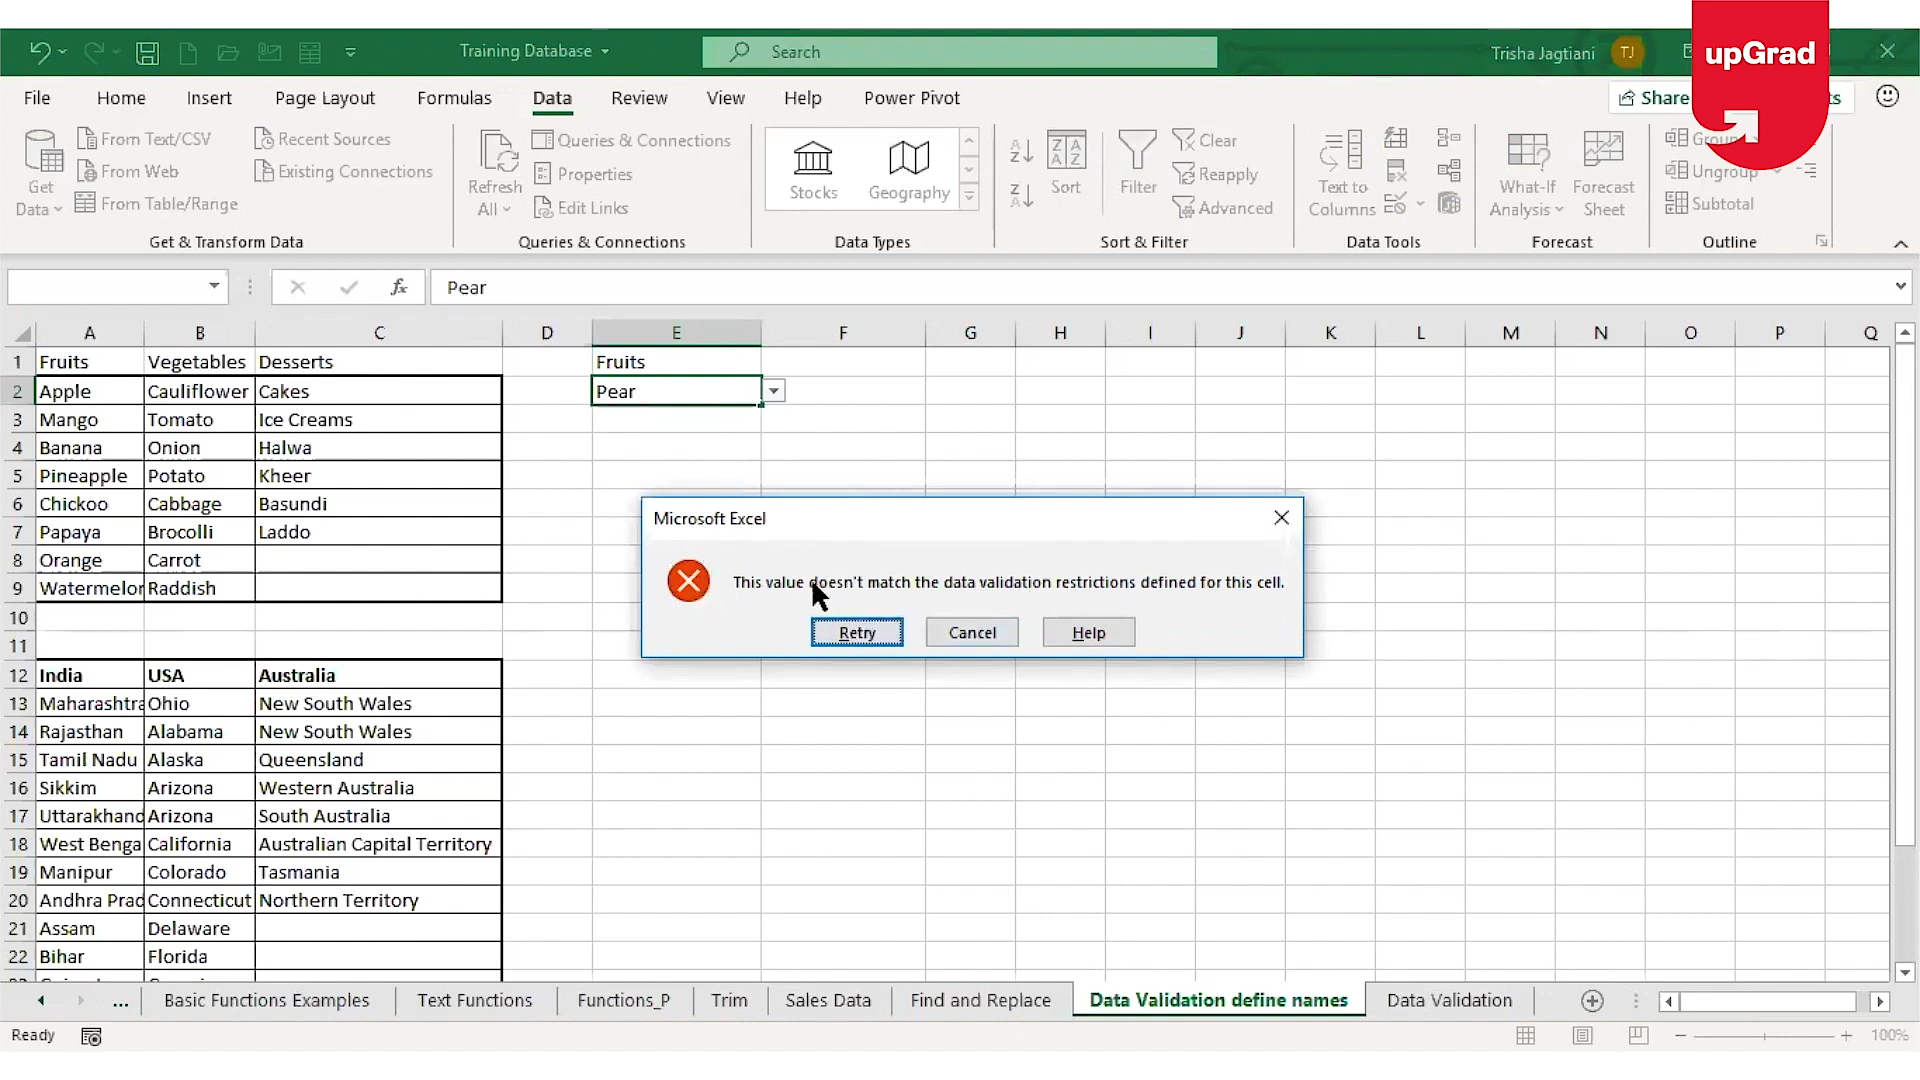 upGrad
Training Database
Search
Trisha Jagtiani
TJ
File Home Insert Page Layout Formulas Data Review View Help Power Pivot
Share
Get Data
From Text/CSV
From Web
From Table/Range
Recent Sources
Existing Connections
Get & Transform Data
Refresh All
Queries & Connections
Properties
Edit Links
Queries & Connections
Stocks
Geography
Data Types
Sort
Filter
Clear
Reapply
Advanced
Sort & Filter
Text to Columns
Data Tools
What-If Analysis
Forecast Sheet
Forecast
Ungroup
Subtotal
Outline
fx
Pear
A B C D E F G H I J K L M N O P Q
1 Fruits Vegetables Desserts Fruits
2 Apple Cauliflower Cakes Pear
3 Mango Tomato Ice Creams
4 Banana Onion Halwa
5 Pineapple Potato Kheer
6 Chickoo Cabbage Basundi
7 Papaya Brocolli Laddo
8 Orange Carrot
9 Watermelon Raddish
10
11
12 India USA Australia
13 Maharashtra Ohio New South Wales
14 Rajasthan Alabama New South Wales
15 Tamil Nadu Alaska Queensland
16 Sikkim Arizona Western Australia
17 Uttarakhand Arizona South Australia
18 West Benga California Australian Capital Territory
19 Manipur Colorado Tasmania
20 Andhra Prad Connecticut Northern Territory
21 Assam Delaware
22 Bihar Florida
Microsoft Excel
This value doesn't match the data validation restrictions defined for this cell.
Retry Cancel Help
... Basic Functions Examples Text Functions Functions_P Trim Sales Data Find and Replace Data Validation define names Data Validation
Ready
100%